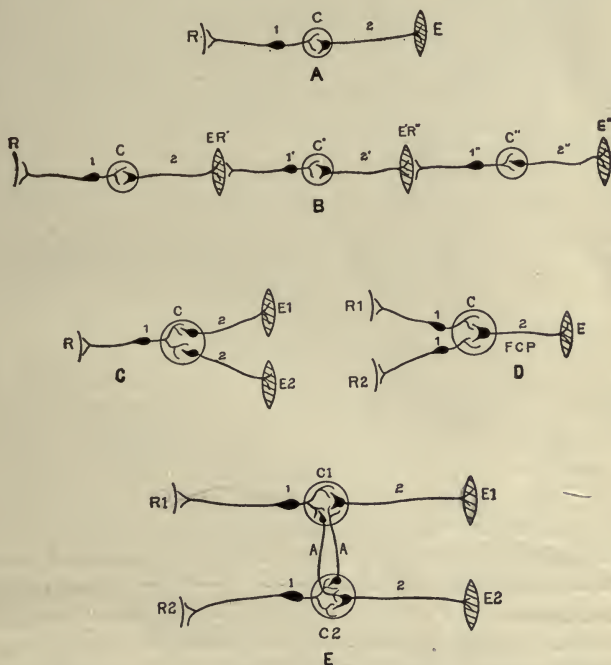 R 1 C 2 E
A
R 1 C 2 ER' 1' C' 2' E'R" 1" C" 2" E"
B
R 1 C 2 E1
2 E2
C
R1 1 C 2 E
R2 1 FCP
D
R1 1 C1 2 E1
A A
R2 1 C2 2 E2
E